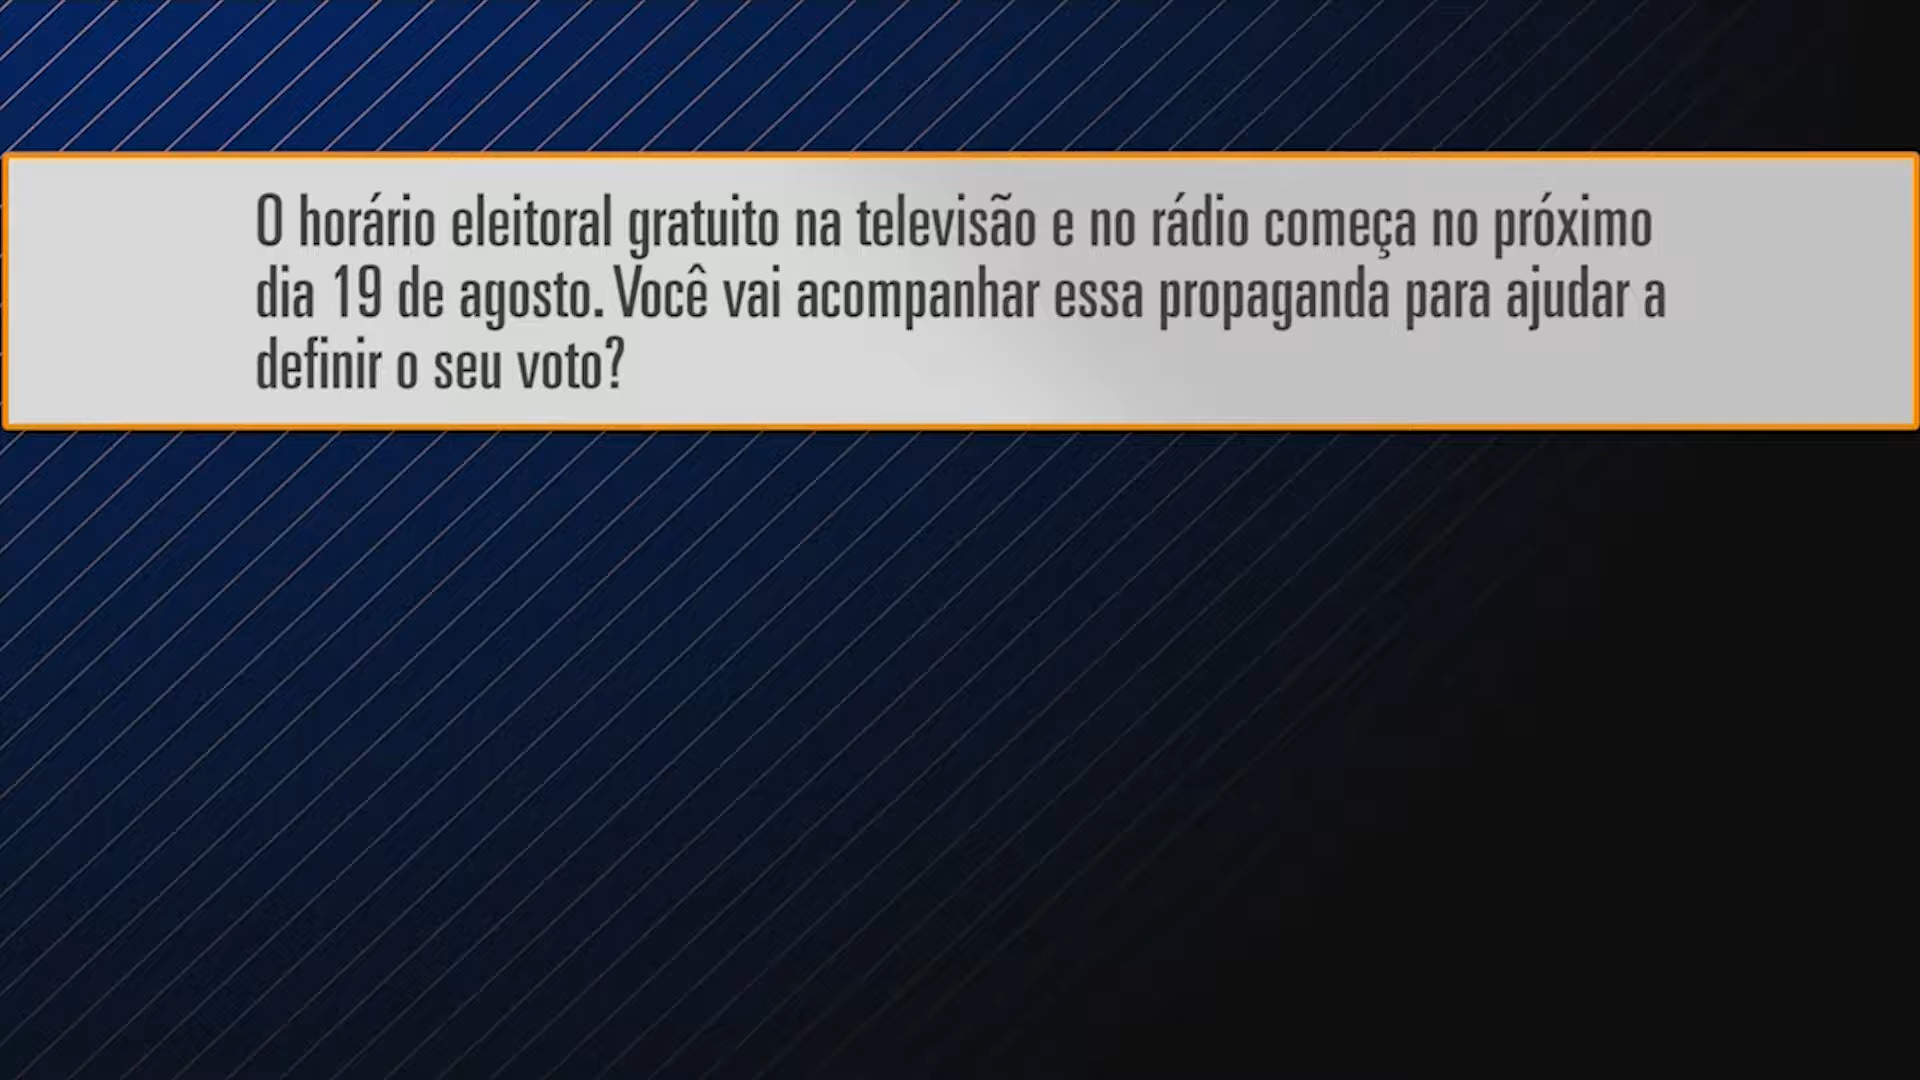 O horário eleitoral gratuito na televisão e no rádio começa no próximo
dia 19 de agosto. Você vai acompanhar essa propaganda para ajudar a
definir o seu voto?